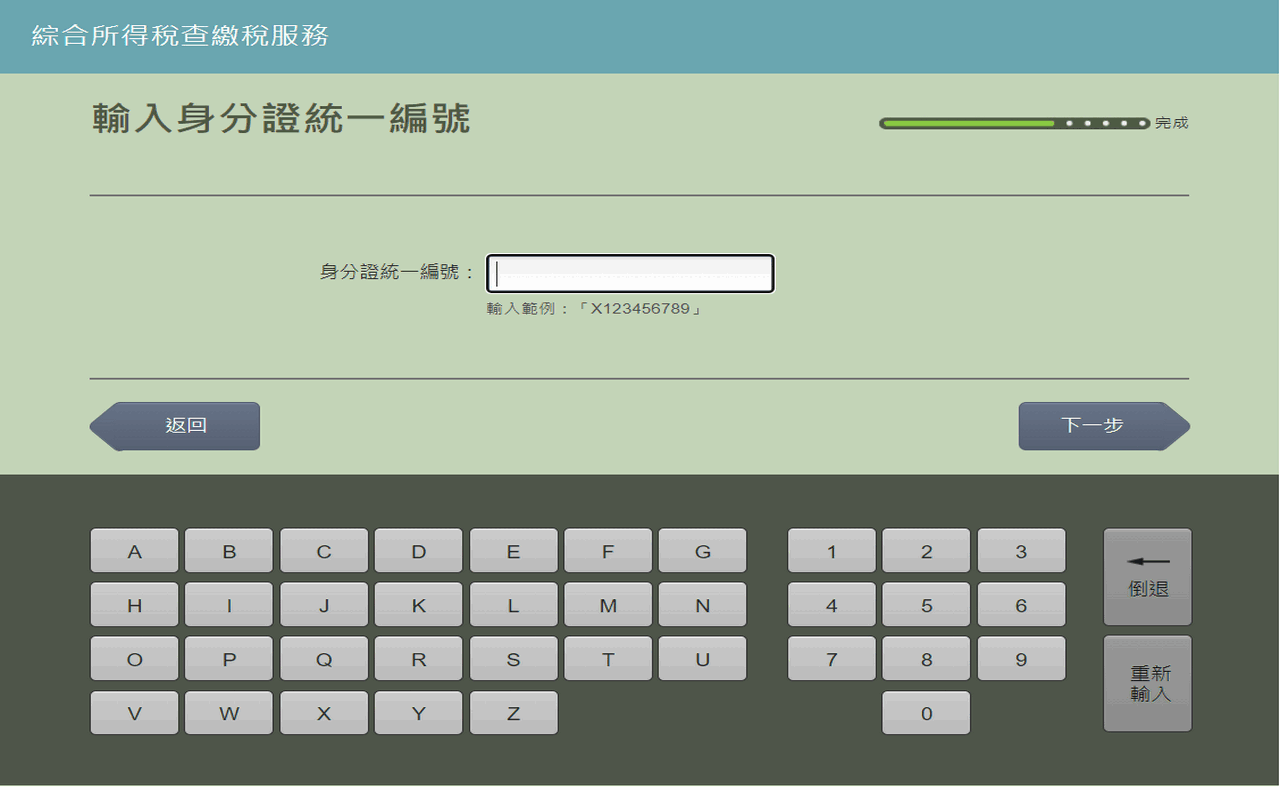 綜合所得稅查繳稅服務
輸入身分證統一編號
完成
身分證統一編號：
輸入範例：「X123456789」
返回
下一步
A B C D E F G 1 2 3
倒退
H I J K L M N 4 5 6
O P Q R S T U 7 8 9
重新
輸入
V W X Y Z 0